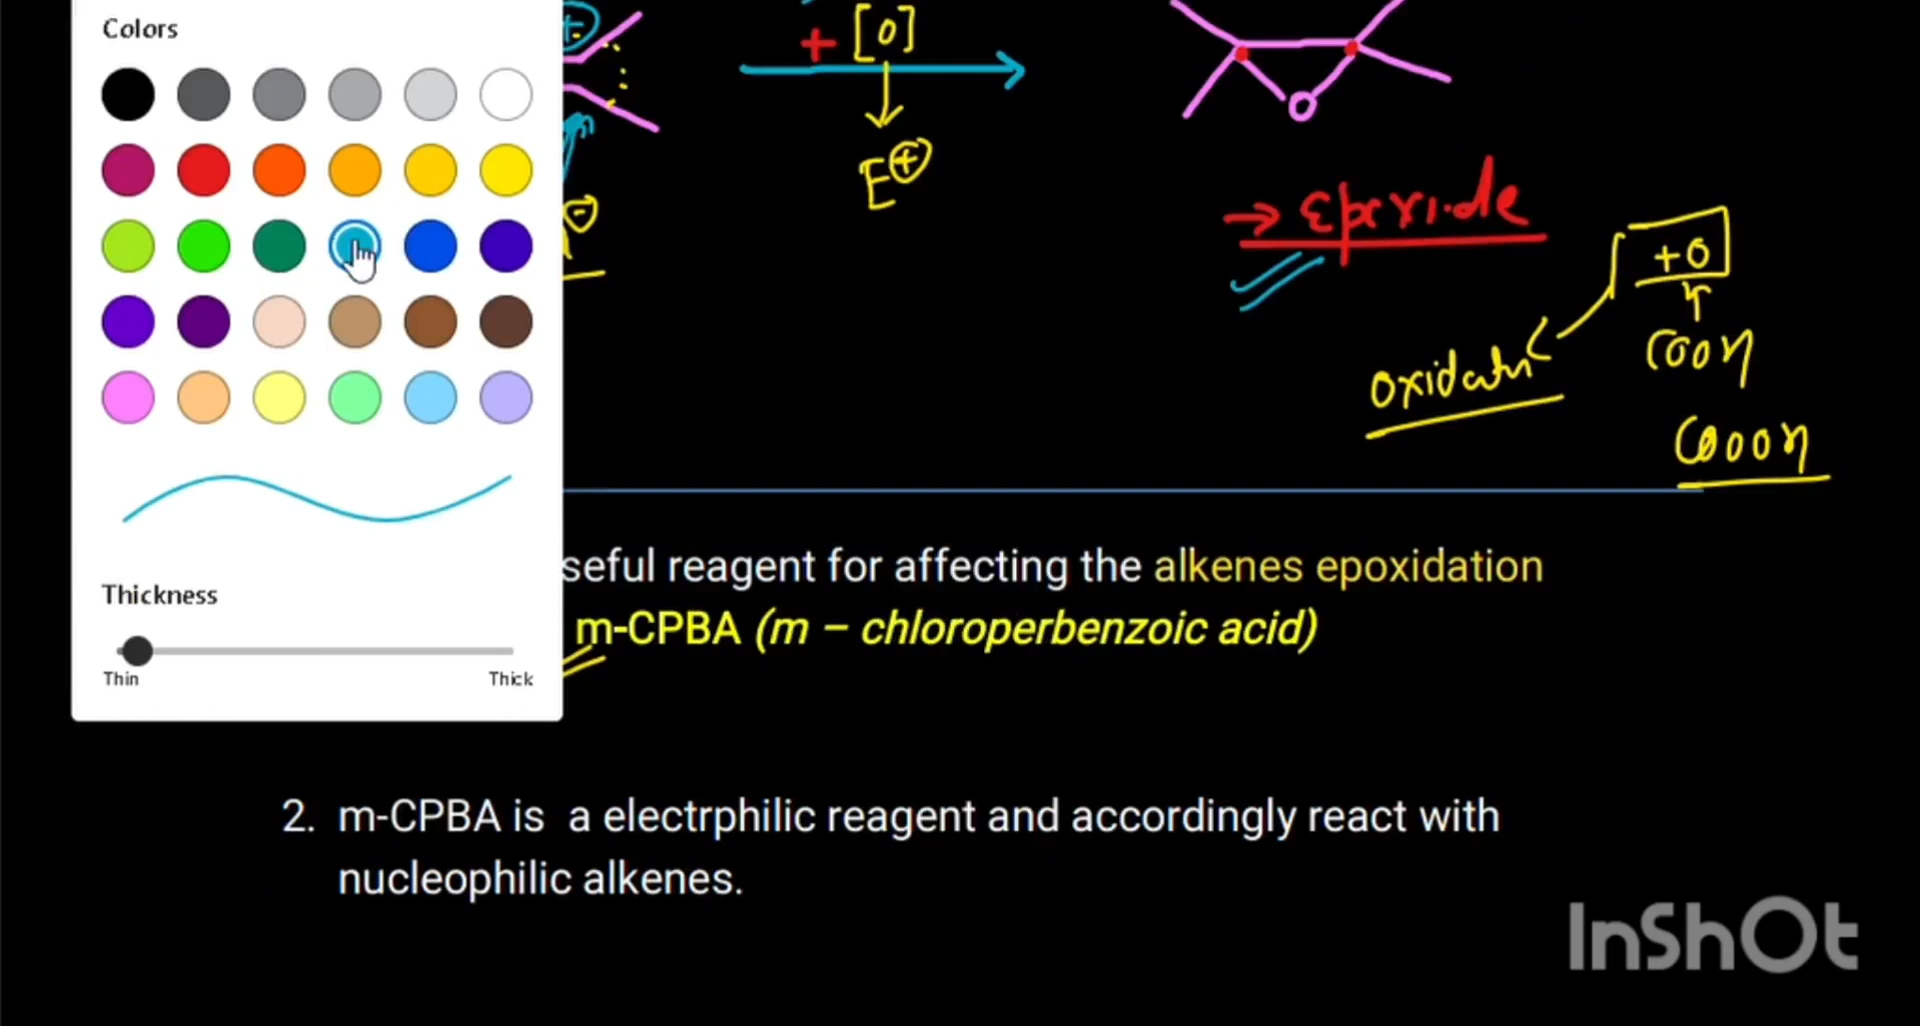 Colors
+ [O]
E⊕
⊖
→ Epoxide
+O
oxidatn
COOH
COOOH
Thickness
Thin Thick
seful reagent for affecting the alkenes epoxidation
m-CPBA (m – chloroperbenzoic acid)
2. m-CPBA is a electrphilic reagent and accordingly react with
nucleophilic alkenes.
O
InShOt